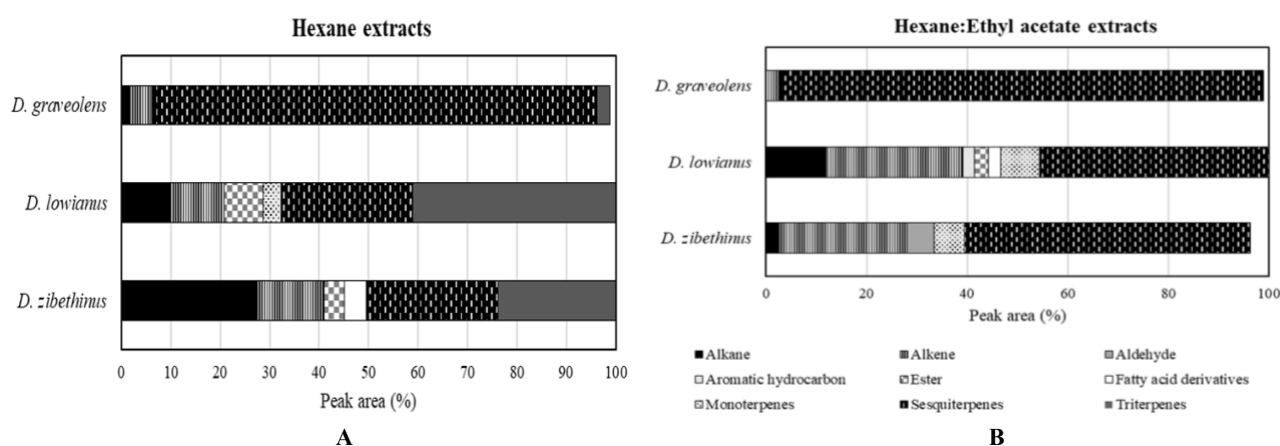 Hexane extracts
D. graveolens
D. lowianus
D. zibethinus
0 10 20 30 40 50 60 70 80 90 100
Peak area (%)
A
Hexane:Ethyl acetate extracts
D. graveolens
D. lowianus
D. zibethinus
0 20 40 60 80 100
Peak area (%)
Alkane Alkene Aldehyde
Aromatic hydrocarbon Ester Fatty acid derivatives
Monoterpenes Sesquiterpenes Triterpenes
B